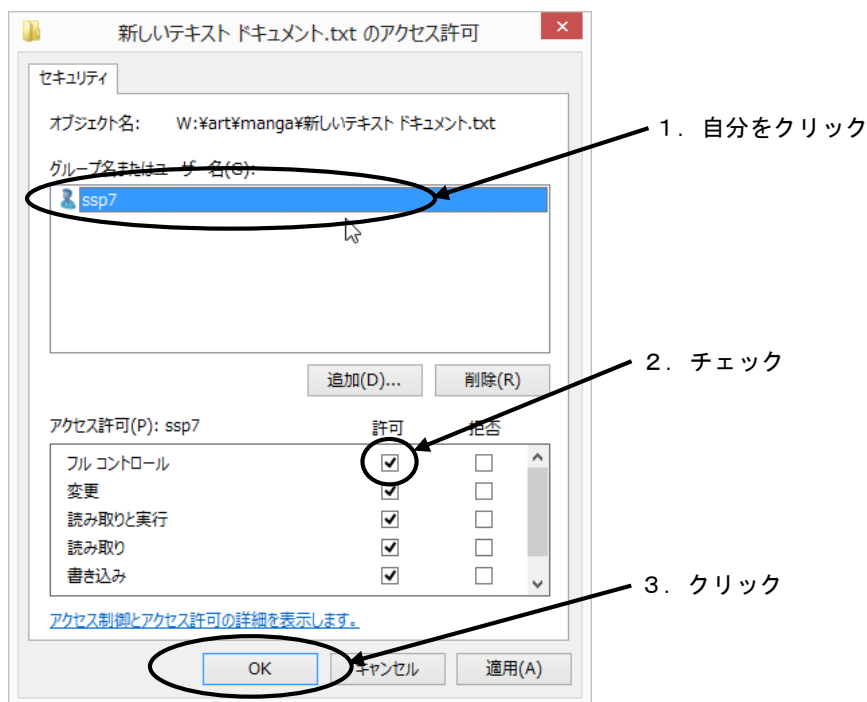 新しいテキスト ドキュメント.txt のアクセス許可
セキュリティ
オブジェクト名: W:¥art¥manga¥新しいテキスト ドキュメント.txt
1. 自分をクリック
グループ名またはユーザー名(G):
ssp7
2. チェック
追加(D)... 削除(R)
アクセス許可(P): ssp7 許可 拒否
フル コントロール
変更
読み取りと実行
読み取り
書き込み
3. クリック
アクセス制御とアクセス許可の詳細を表示します。
OK キャンセル 適用(A)